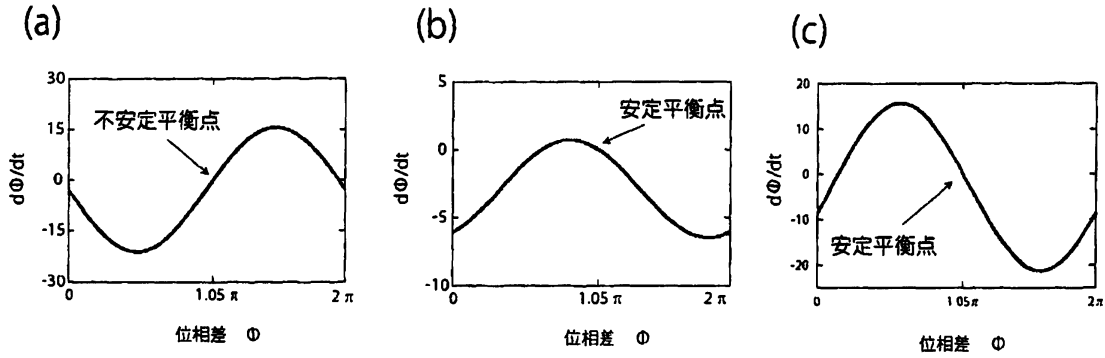 (a)
30
15
0
-15
-30
dΦ/dt
不安定平衡点
0
1.05 π
2 π
位相差 Φ
(b)
5
0
-5
-10
dΦ/dt
安定平衡点
0
1.05 π
2 π
位相差 Φ
(c)
20
10
0
-10
-20
dΦ/dt
安定平衡点
0
1 05 π
2π
位相差 Φ